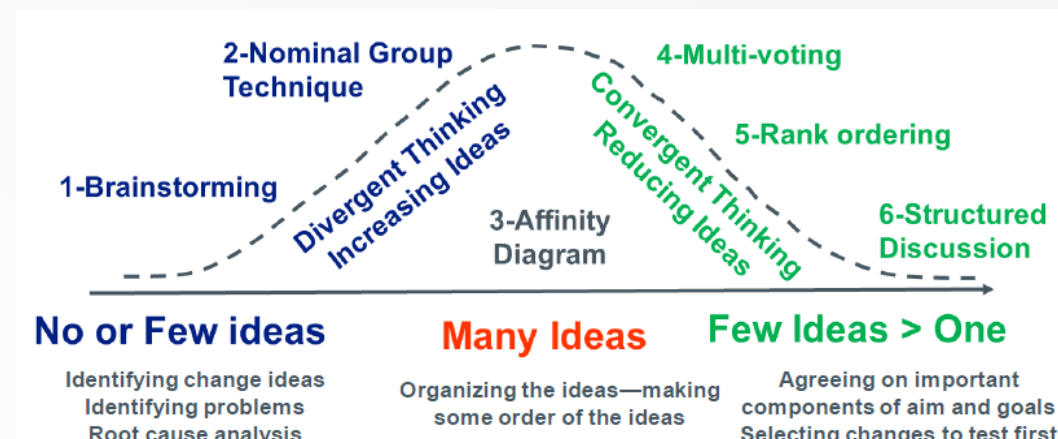 2-Nominal Group
Technique
4-Multi-voting
1-Brainstorming
Divergent Thinking
Increasing Ideas
Convergent Thinking
Reducing Ideas
5-Rank ordering
3-Affinity
Diagram
6-Structured
Discussion
No or Few ideas
Identifying change ideas
Identifying problems
Root cause analysis
Many Ideas
Organizing the ideas—making
some order of the ideas
Few Ideas > One
Agreeing on important
components of aim and goals
Selecting changes to test first